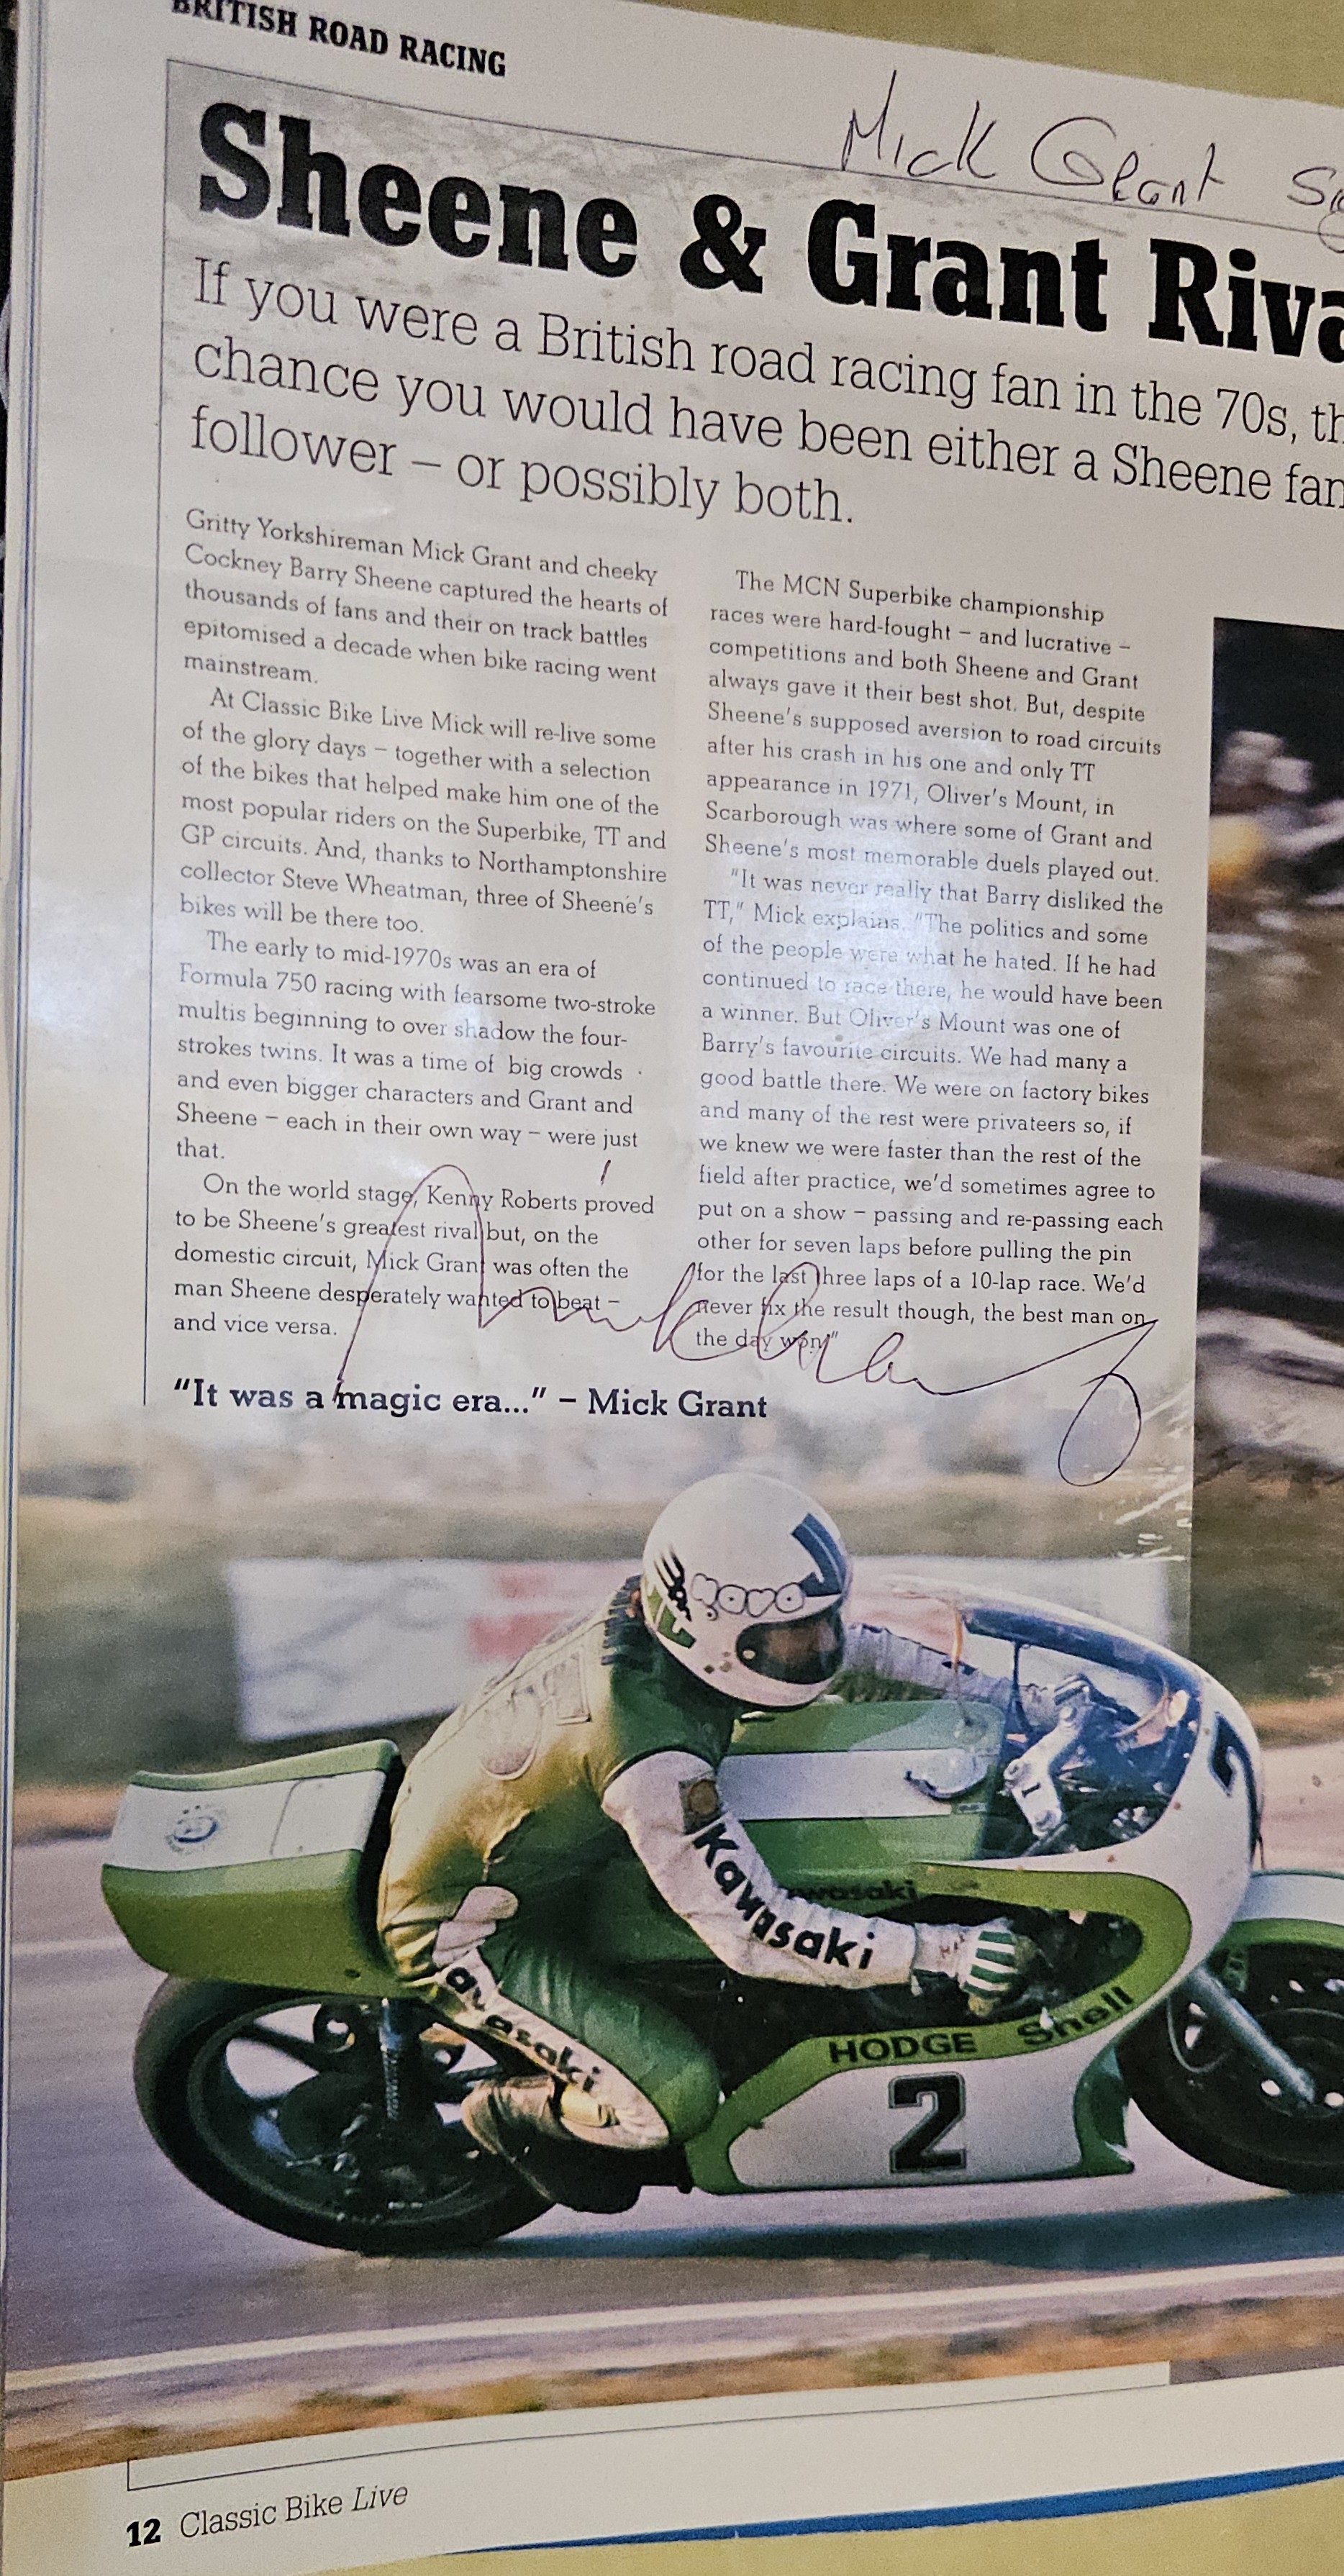 BRITISH ROAD RACING
Mick Grant
Sheene & Grant
If you were a British road racing fan in the 70s,
chance you would have been either a Sheene fan
follower – or possibly both.
Gritty Yorkshireman Mick Grant and cheeky
Cockney Barry Sheene captured the hearts of
thousands of fans and their on track battles
epitomised a decade when bike racing went
mainstream.
At Classic Bike Live Mick will re-live some
of the glory days – together with a selection
of the bikes that helped make him one of the
most popular riders on the Superbike, TT and
GP circuits. And, thanks to Northamptonshire
collector Steve Wheatman, three of Sheene's
bikes will be there too.
The early to mid-1970s was an era of
Formula 750 racing with fearsome two-stroke
multis beginning to over shadow the four-
strokes twins. It was a time of big crowds
and even bigger characters and Grant and
Sheene – each in their own way – were just
that.
On the world stage, Kenny Roberts proved
to be Sheene's greatest rival but, on the
domestic circuit, Mick Grant was often the
man Sheene desperately wanted to beat –
and vice versa.
The MCN Superbike championship
races were hard-fought – and lucrative –
competitions and both Sheene and Grant
always gave it their best shot. But, despite
Sheene's supposed aversion to road circuits
after his crash in his one and only TT
appearance in 1971, Oliver's Mount, in
Scarborough was where some of Grant and
Sheene's most memorable duels played out.
"It was never really that Barry disliked the
TT," Mick explains. "The politics and some
of the people were what he hated. If he had
continued to race there, he would have been
a winner. But Oliver's Mount was one of
Barry's favourite circuits. We had many a
good battle there. We were on factory bikes
and many of the rest were privateers so, if
we knew we were faster than the rest of the
field after practice, we'd sometimes agree to
put on a show – passing and re-passing each
other for seven laps before pulling the pin
for the last three laps of a 10-lap race. We'd
never fix the result though, the best man on
the day won."
"It was a magic era..." – Mick Grant
Kawasaki
HODGE Shell
2
12 Classic Bike Live